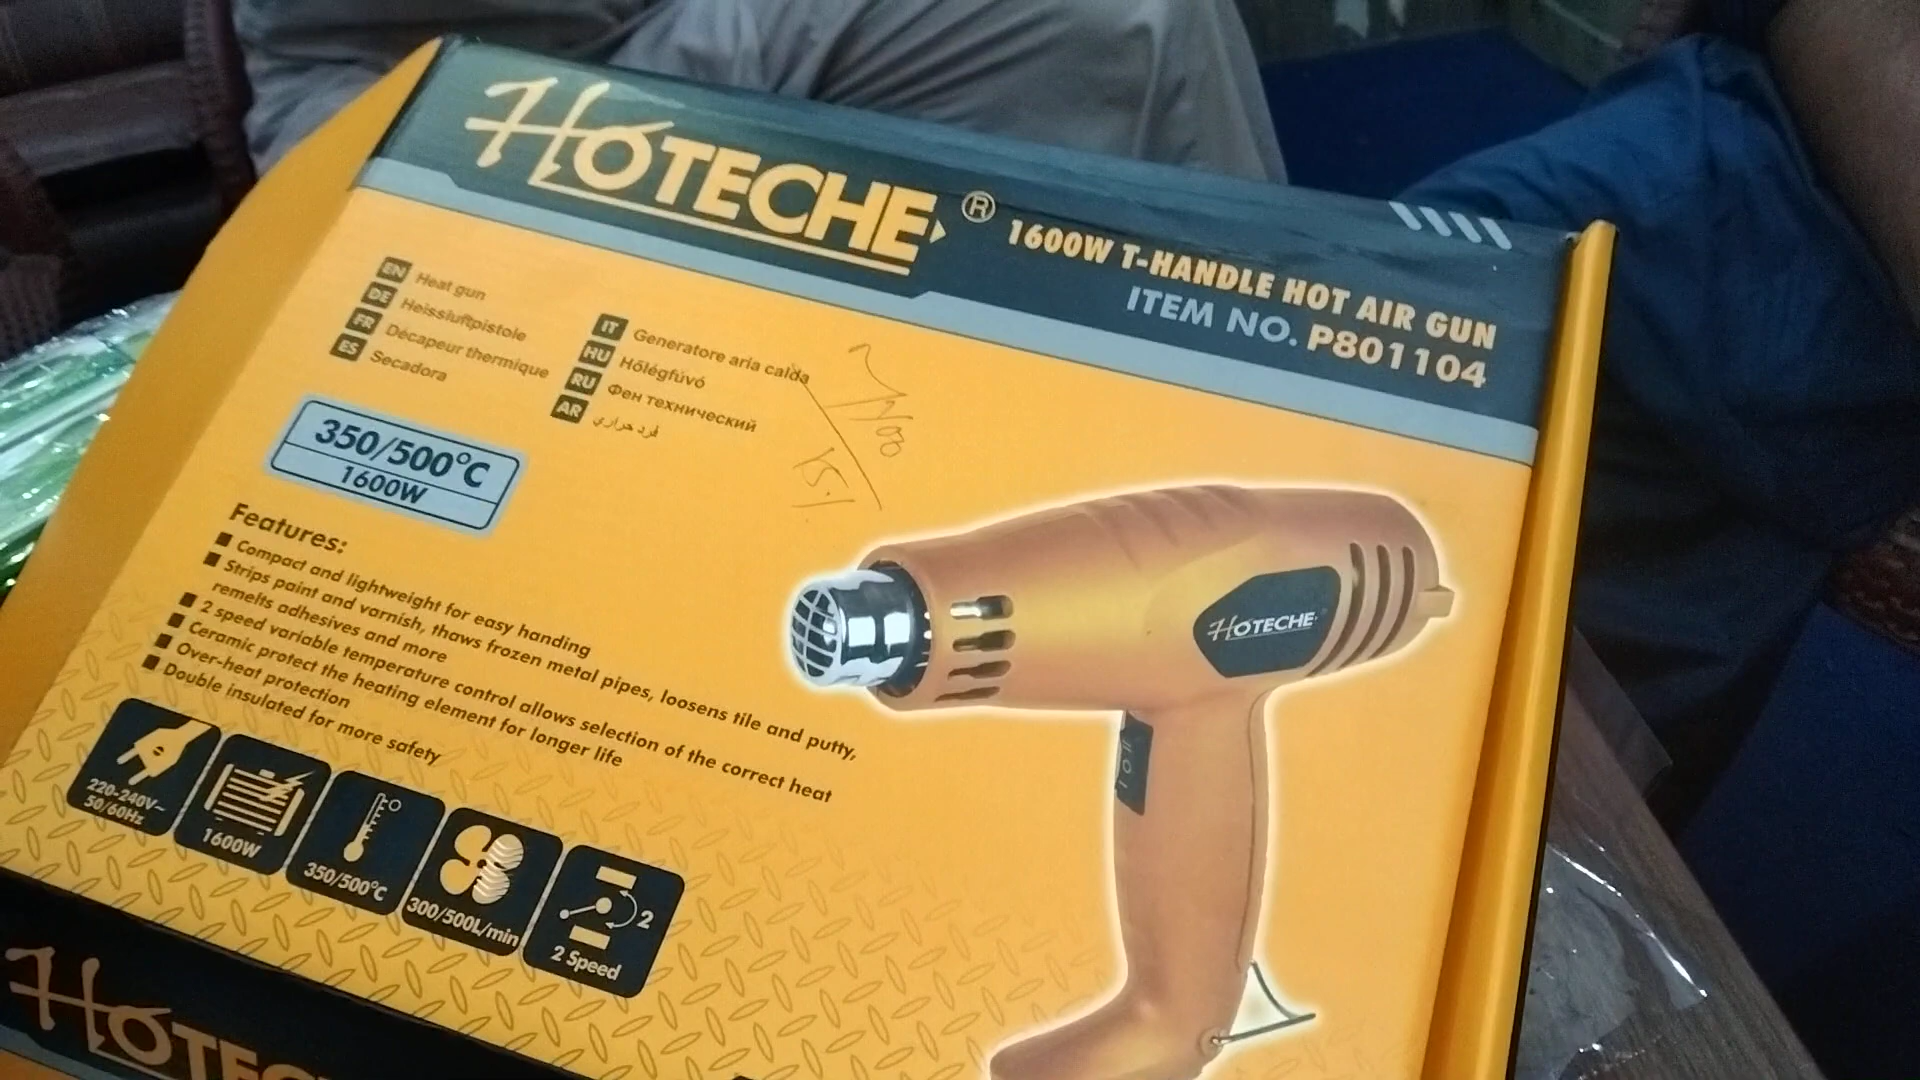 HOTECHE®
1600W T-HANDLE HOT AIR GUN
ITEM NO. P801104
EN Heat gun
DE Heissluftpistole
FR Décapeur thermique
ES Secadora
IT Generatore aria calda
HU Hőlégfúvó
RU Фен технический
AR فرد حراري
350/500°C
1600W
Features:
■ Compact and lightweight for easy handing
■ Strips paint and varnish, thaws frozen metal pipes, loosens tile and putty,
remelts adhesives and more
■ 2 speed variable temperature control allows selection of the correct heat
■ Ceramic protect the heating element for longer life
■ Over-heat protection
■ Double insulated for more safety
HOTECHE
220-240V~
50/60Hz
1600W
350/500°C
300/500L/min
2
2 Speed
HOTEC